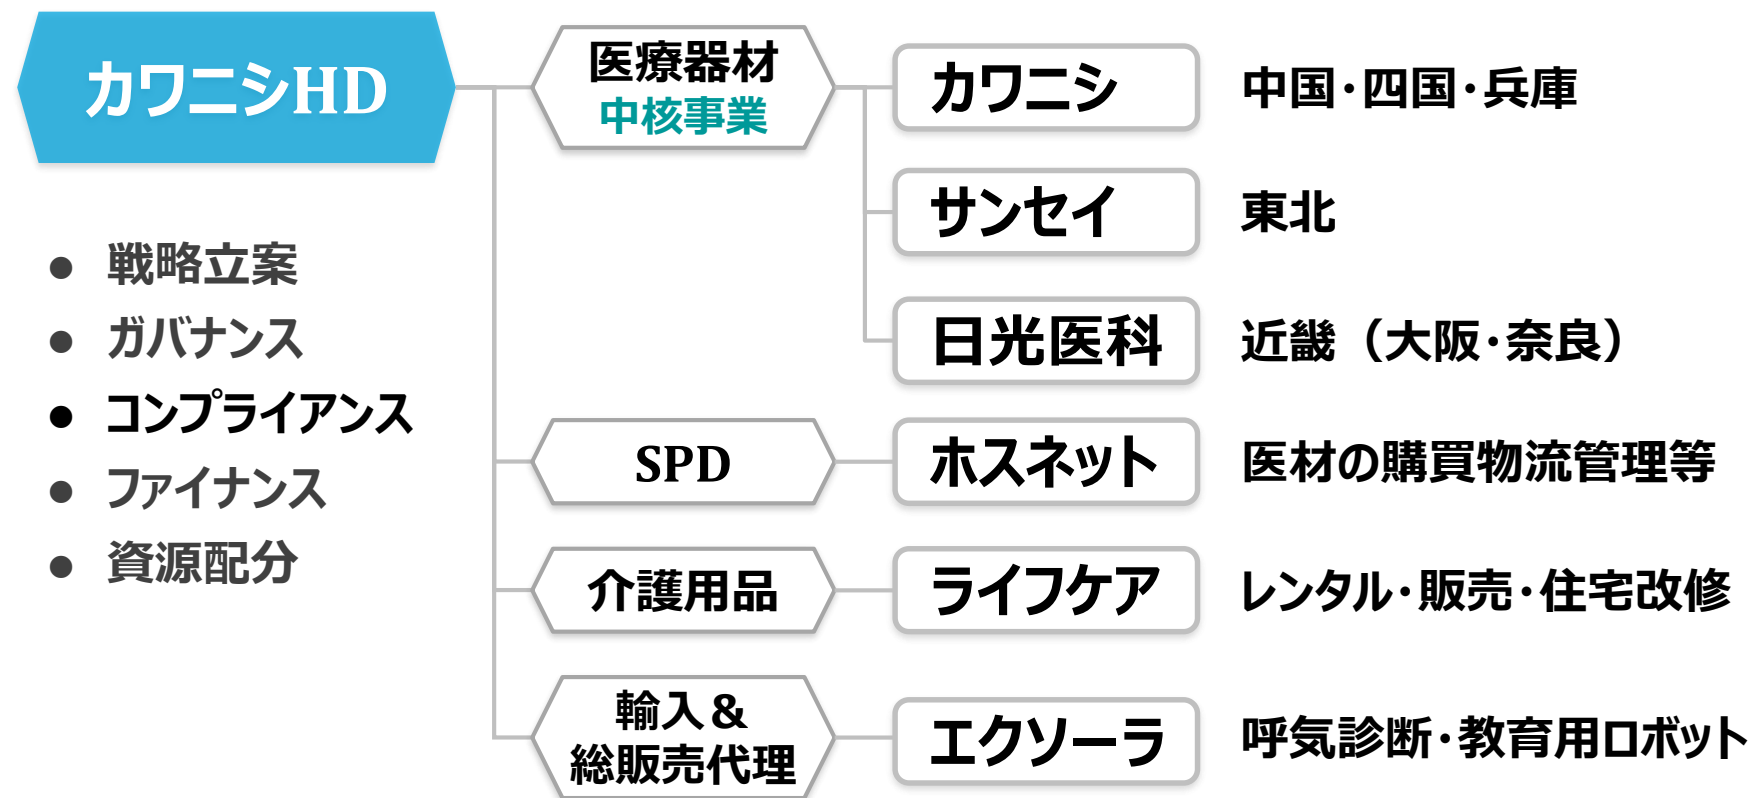 カワニシHD
● 戦略立案
● ガバナンス
● コンプライアンス
● ファイナンス
● 資源配分
医療器材
中核事業
カワニシ
中国・四国・兵庫
サンセイ
東北
日光医科
近畿（大阪・奈良）
SPD
ホスネット
医材の購買物流管理等
介護用品
ライフケア
レンタル・販売・住宅改修
輸入＆
総販売代理
エクソーラ
呼気診断・教育用ロボット